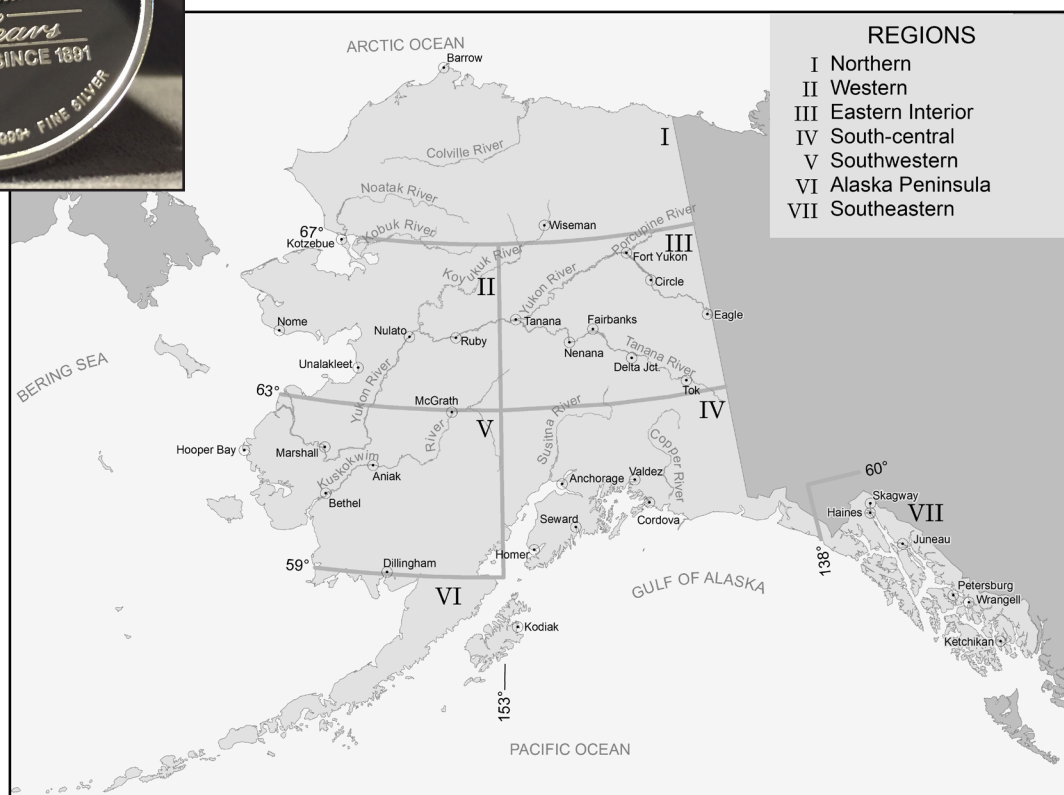 ears
SINCE 1891
999+ FINE SILVER
REGIONS
I Northern
II Western
III Eastern Interior
IV South-central
V Southwestern
VI Alaska Peninsula
VII Southeastern
ARCTIC OCEAN
Barrow
I
Colville River
Noatak River
Wiseman
Porcupine River
67°
Kotzebue
Kobuk River
III
Koyukuk River
Fort Yukon
II
Yukon River
Circle
Nome
Nulato
Ruby
Tanana
Fairbanks
Eagle
Nenana
Tanana River
Unalakleet
Delta Jct.
BERING SEA
Yukon River
63°
McGrath
Tok
IV
V
River
Susitna River
Copper River
Hooper Bay
Marshall
Kuskokwim
Aniak
Anchorage
Valdez
60°
Bethel
Skagway
Haines
VII
Seward
Cordova
Juneau
Homer
138°
59°
Dillingham
GULF OF ALASKA
VI
Petersburg
Wrangell
Kodiak
Ketchikan
153°
PACIFIC OCEAN